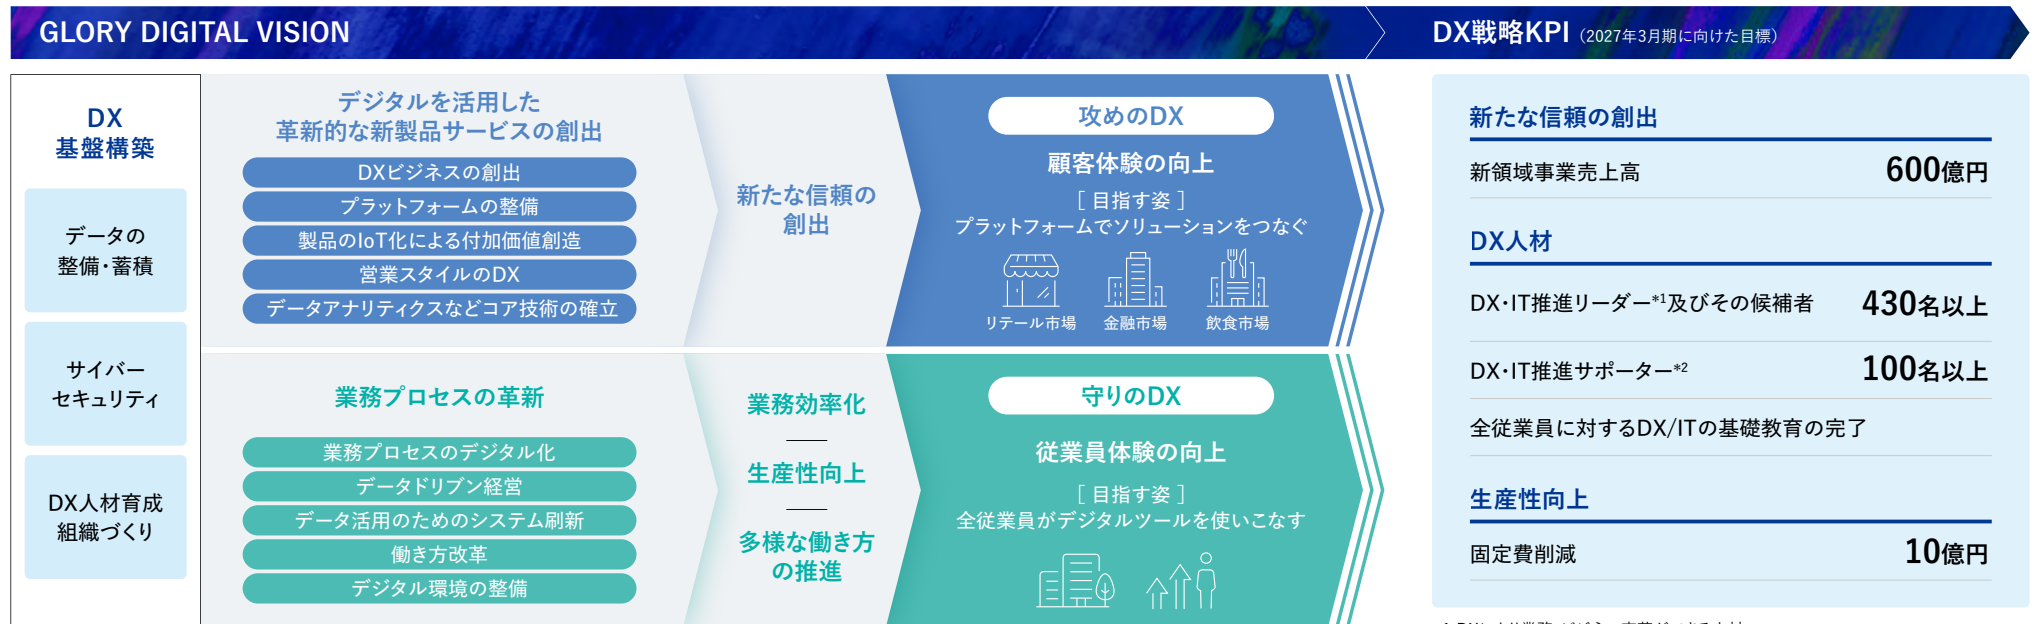 GLORY DIGITAL VISION
DX戦略KPI（2027年3月期に向けた目標）
DX
基盤構築
データの
整備・蓄積
サイバー
セキュリティ
DX人材育成
組織づくり
デジタルを活用した
革新的な新製品サービスの創出
DXビジネスの創出
プラットフォームの整備
製品のIoT化による付加価値創造
営業スタイルのDX
データアナリティクスなどコア技術の確立
新たな信頼の
創出
攻めのDX
顧客体験の向上
［ 目指す姿 ］
プラットフォームでソリューションをつなぐ
リテール市場 金融市場 飲食市場
業務プロセスの革新
業務プロセスのデジタル化
データドリブン経営
データ活用のためのシステム刷新
働き方改革
デジタル環境の整備
業務効率化
生産性向上
多様な働き方
の推進
守りのDX
従業員体験の向上
［ 目指す姿 ］
全従業員がデジタルツールを使いこなす
新たな信頼の創出
新領域事業売上高 600億円
DX人材
DX・IT推進リーダー*1及びその候補者 430名以上
DX・IT推進サポーター*2 100名以上
全従業員に対するDX/ITの基礎教育の完了
生産性向上
固定費削減 10億円